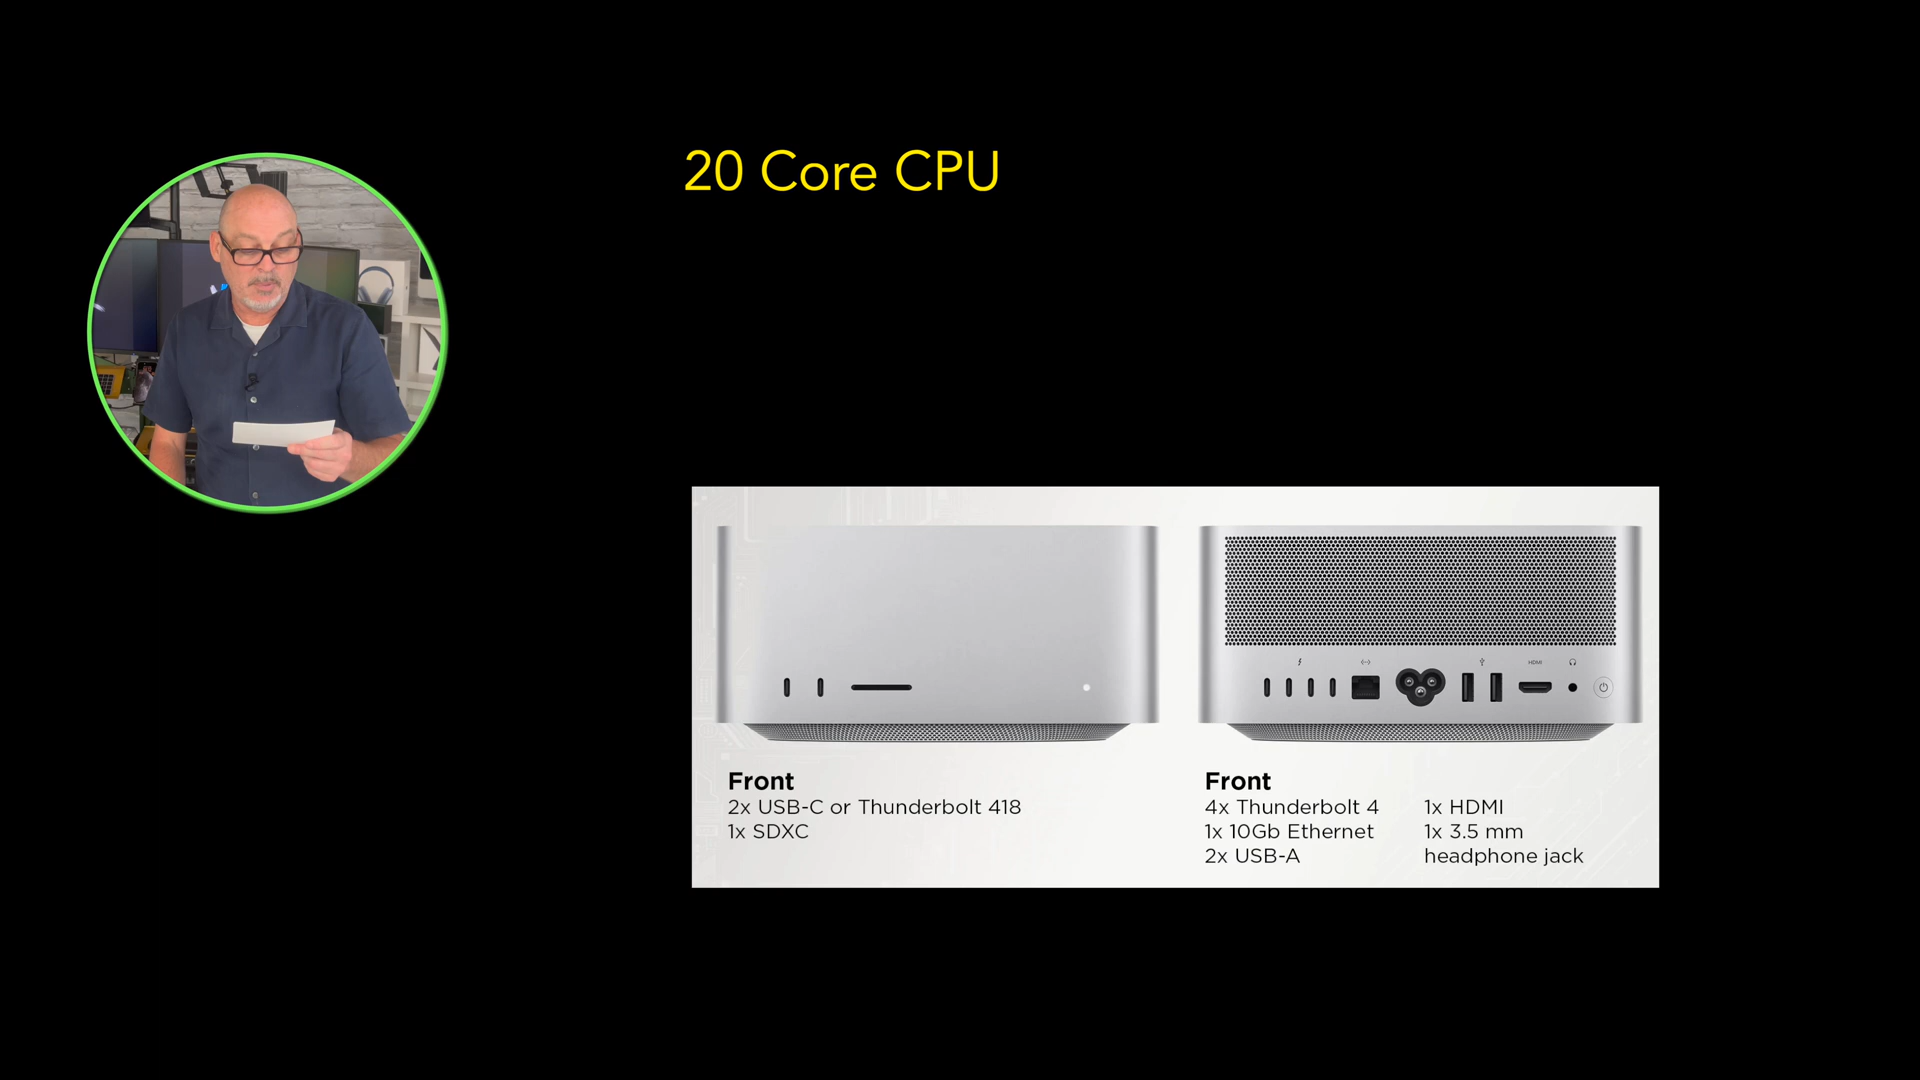 20 Core CPU
HDMI
Front
2x USB-C or Thunderbolt 418
1x SDXC
Front
4x Thunderbolt 4
1x 10Gb Ethernet
2x USB-A
1x HDMI
1x 3.5 mm
headphone jack